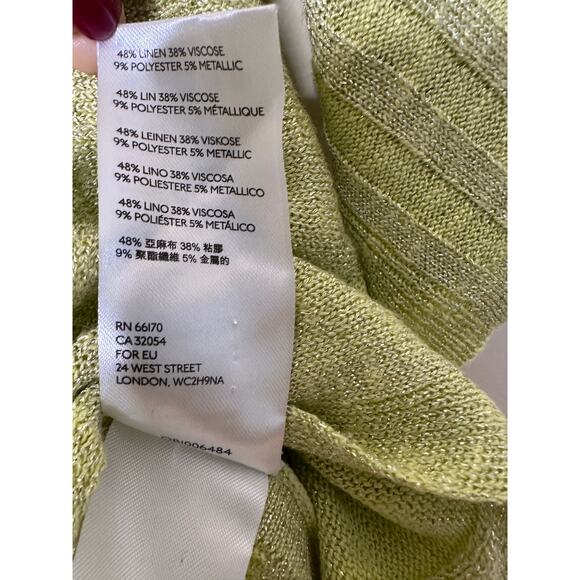 48% LINEN 38% VISCOSE
9% POLYESTER 5% METALLIC
48% LIN 38% VISCOSE
9% POLYESTER 5% MÉTALLIQUE
48% LEINEN 38% VISKOSE
9% POLYESTER 5% METALLIC
48% LINO 38% VISCOSA
9% POLIESTERE 5% METALLICO
48% LINO 38% VISCOSA
9% POLIÉSTER 5% METÁLICO
48% 亞麻布 38% 粘膠
9% 聚酯纖維 5% 金屬的
RN 66170
CA 32054
FOR EU
24 WEST STREET
LONDON, WC2H9NA